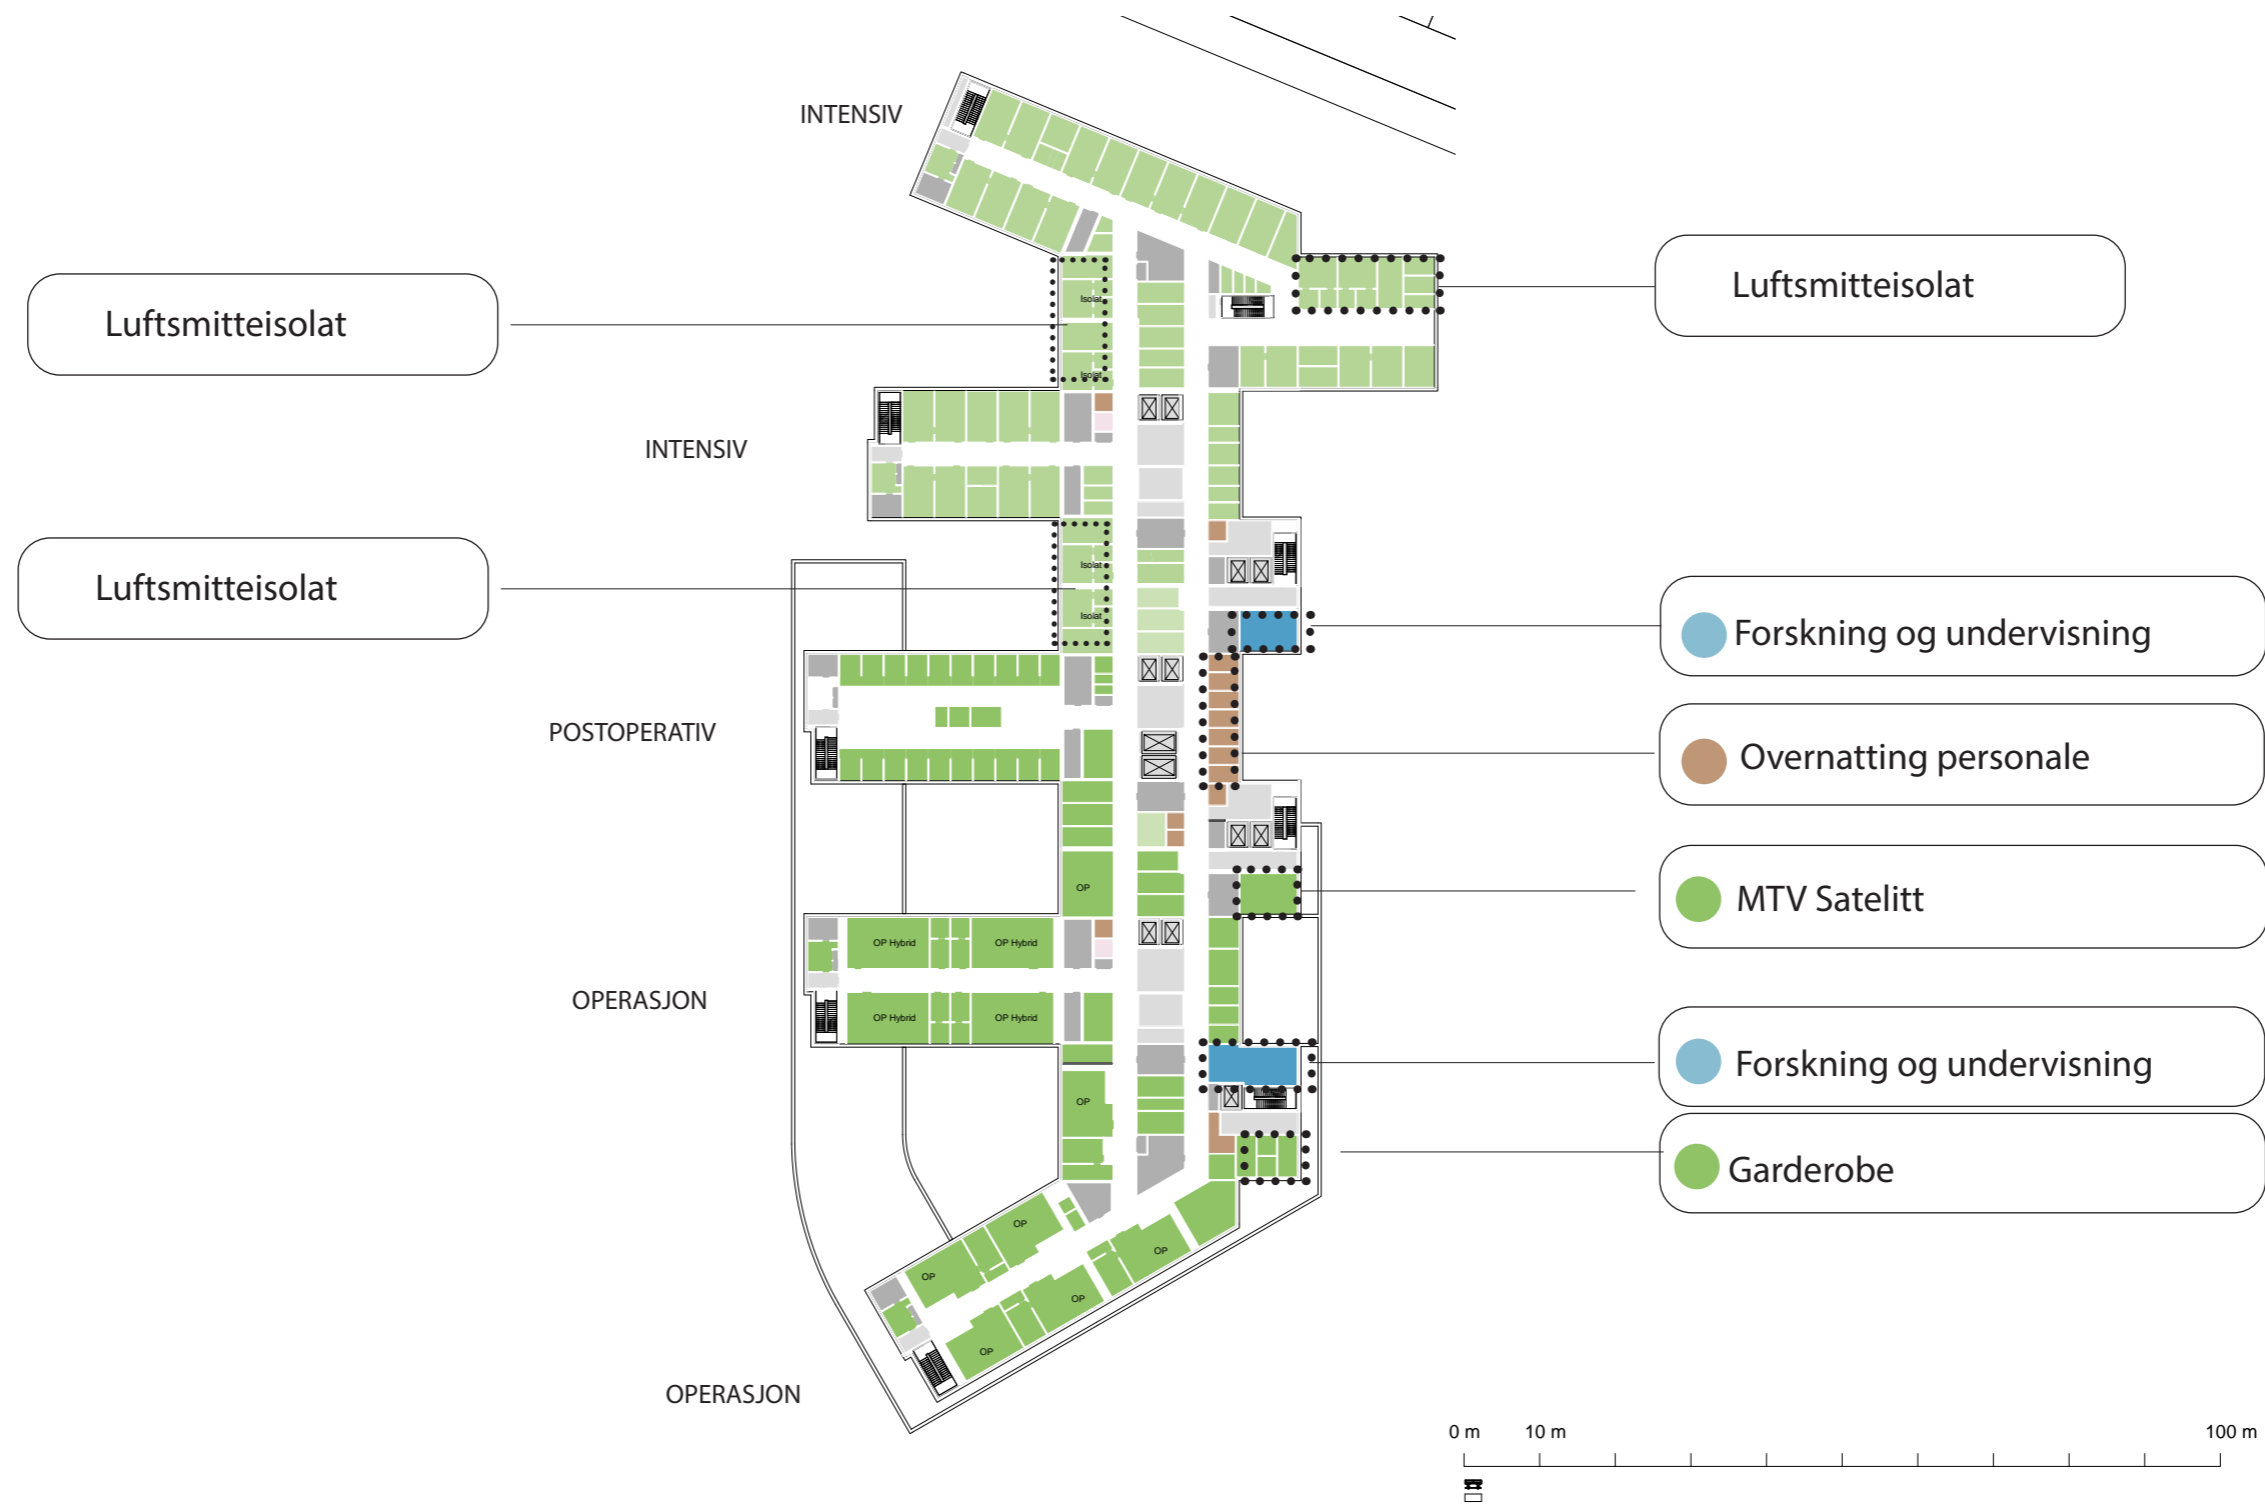 INTENSIV
Luftsmitteisolat
Luftsmitteisolat
Isolat
Isolat
INTENSIV
Luftsmitteisolat
Isolat
Isolat
Forskning og undervisning
POSTOPERATIV
Overnatting personale
OP
MTV Satelitt
OP Hybrid OP Hybrid
OPERASJON
OP Hybrid OP Hybrid
Forskning og undervisning
OP
Garderobe
OP
OP
OP
OP
OP
OPERASJON
0 m 10 m 100 m